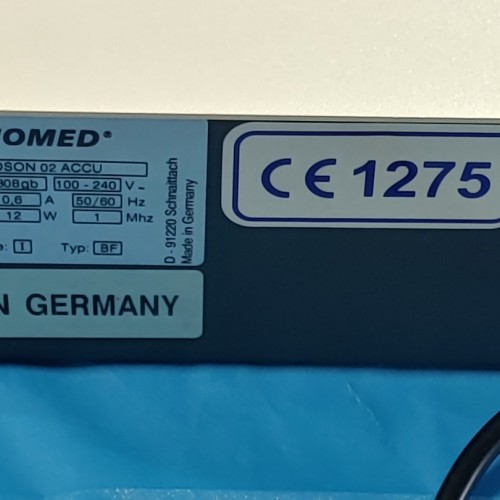 OMED®
OSON 02 ACCU
808gb 100 - 240 V ~
0,6 A 50/60 Hz
12 W 1 Mhz
e: I Typ: BF
D - 91220 Schnaittach
Made in Germany
CE 1275
N GERMANY